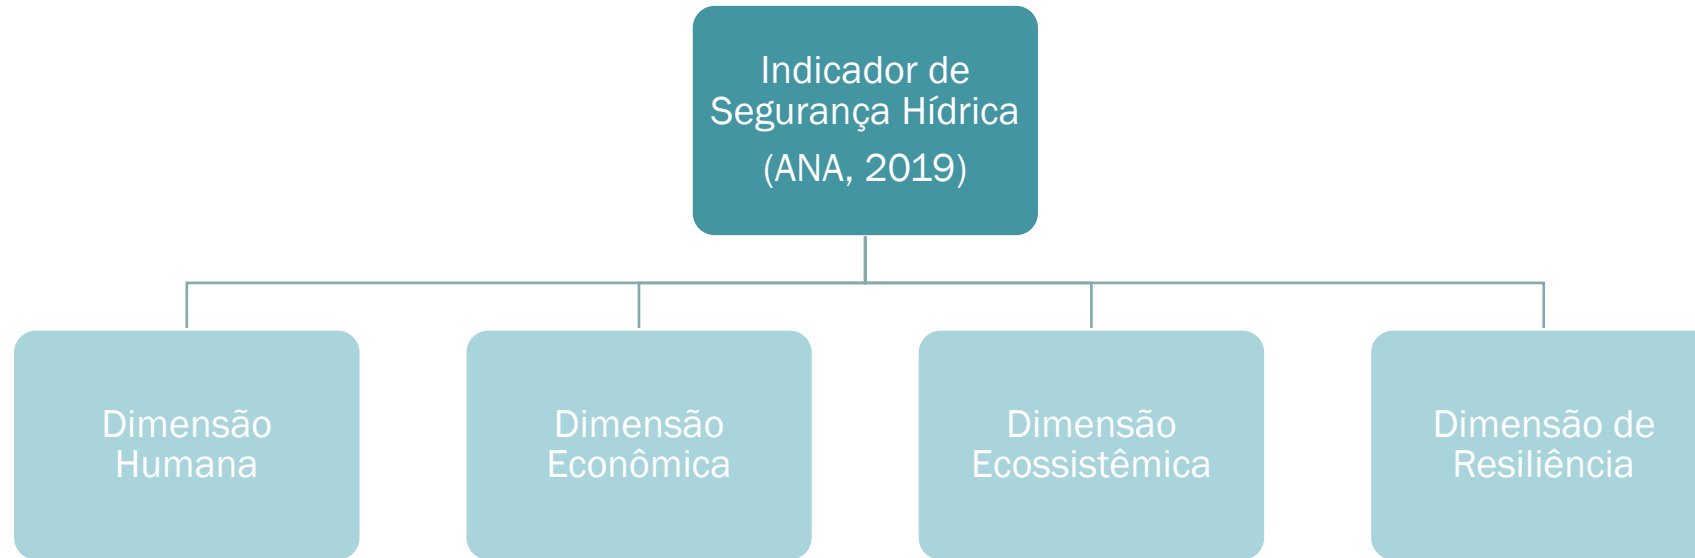 Indicador de
Segurança Hídrica
(ANA, 2019)
Dimensão
Humana
Dimensão
Econômica
Dimensão
Ecossistêmica
Dimensão de
Resiliência